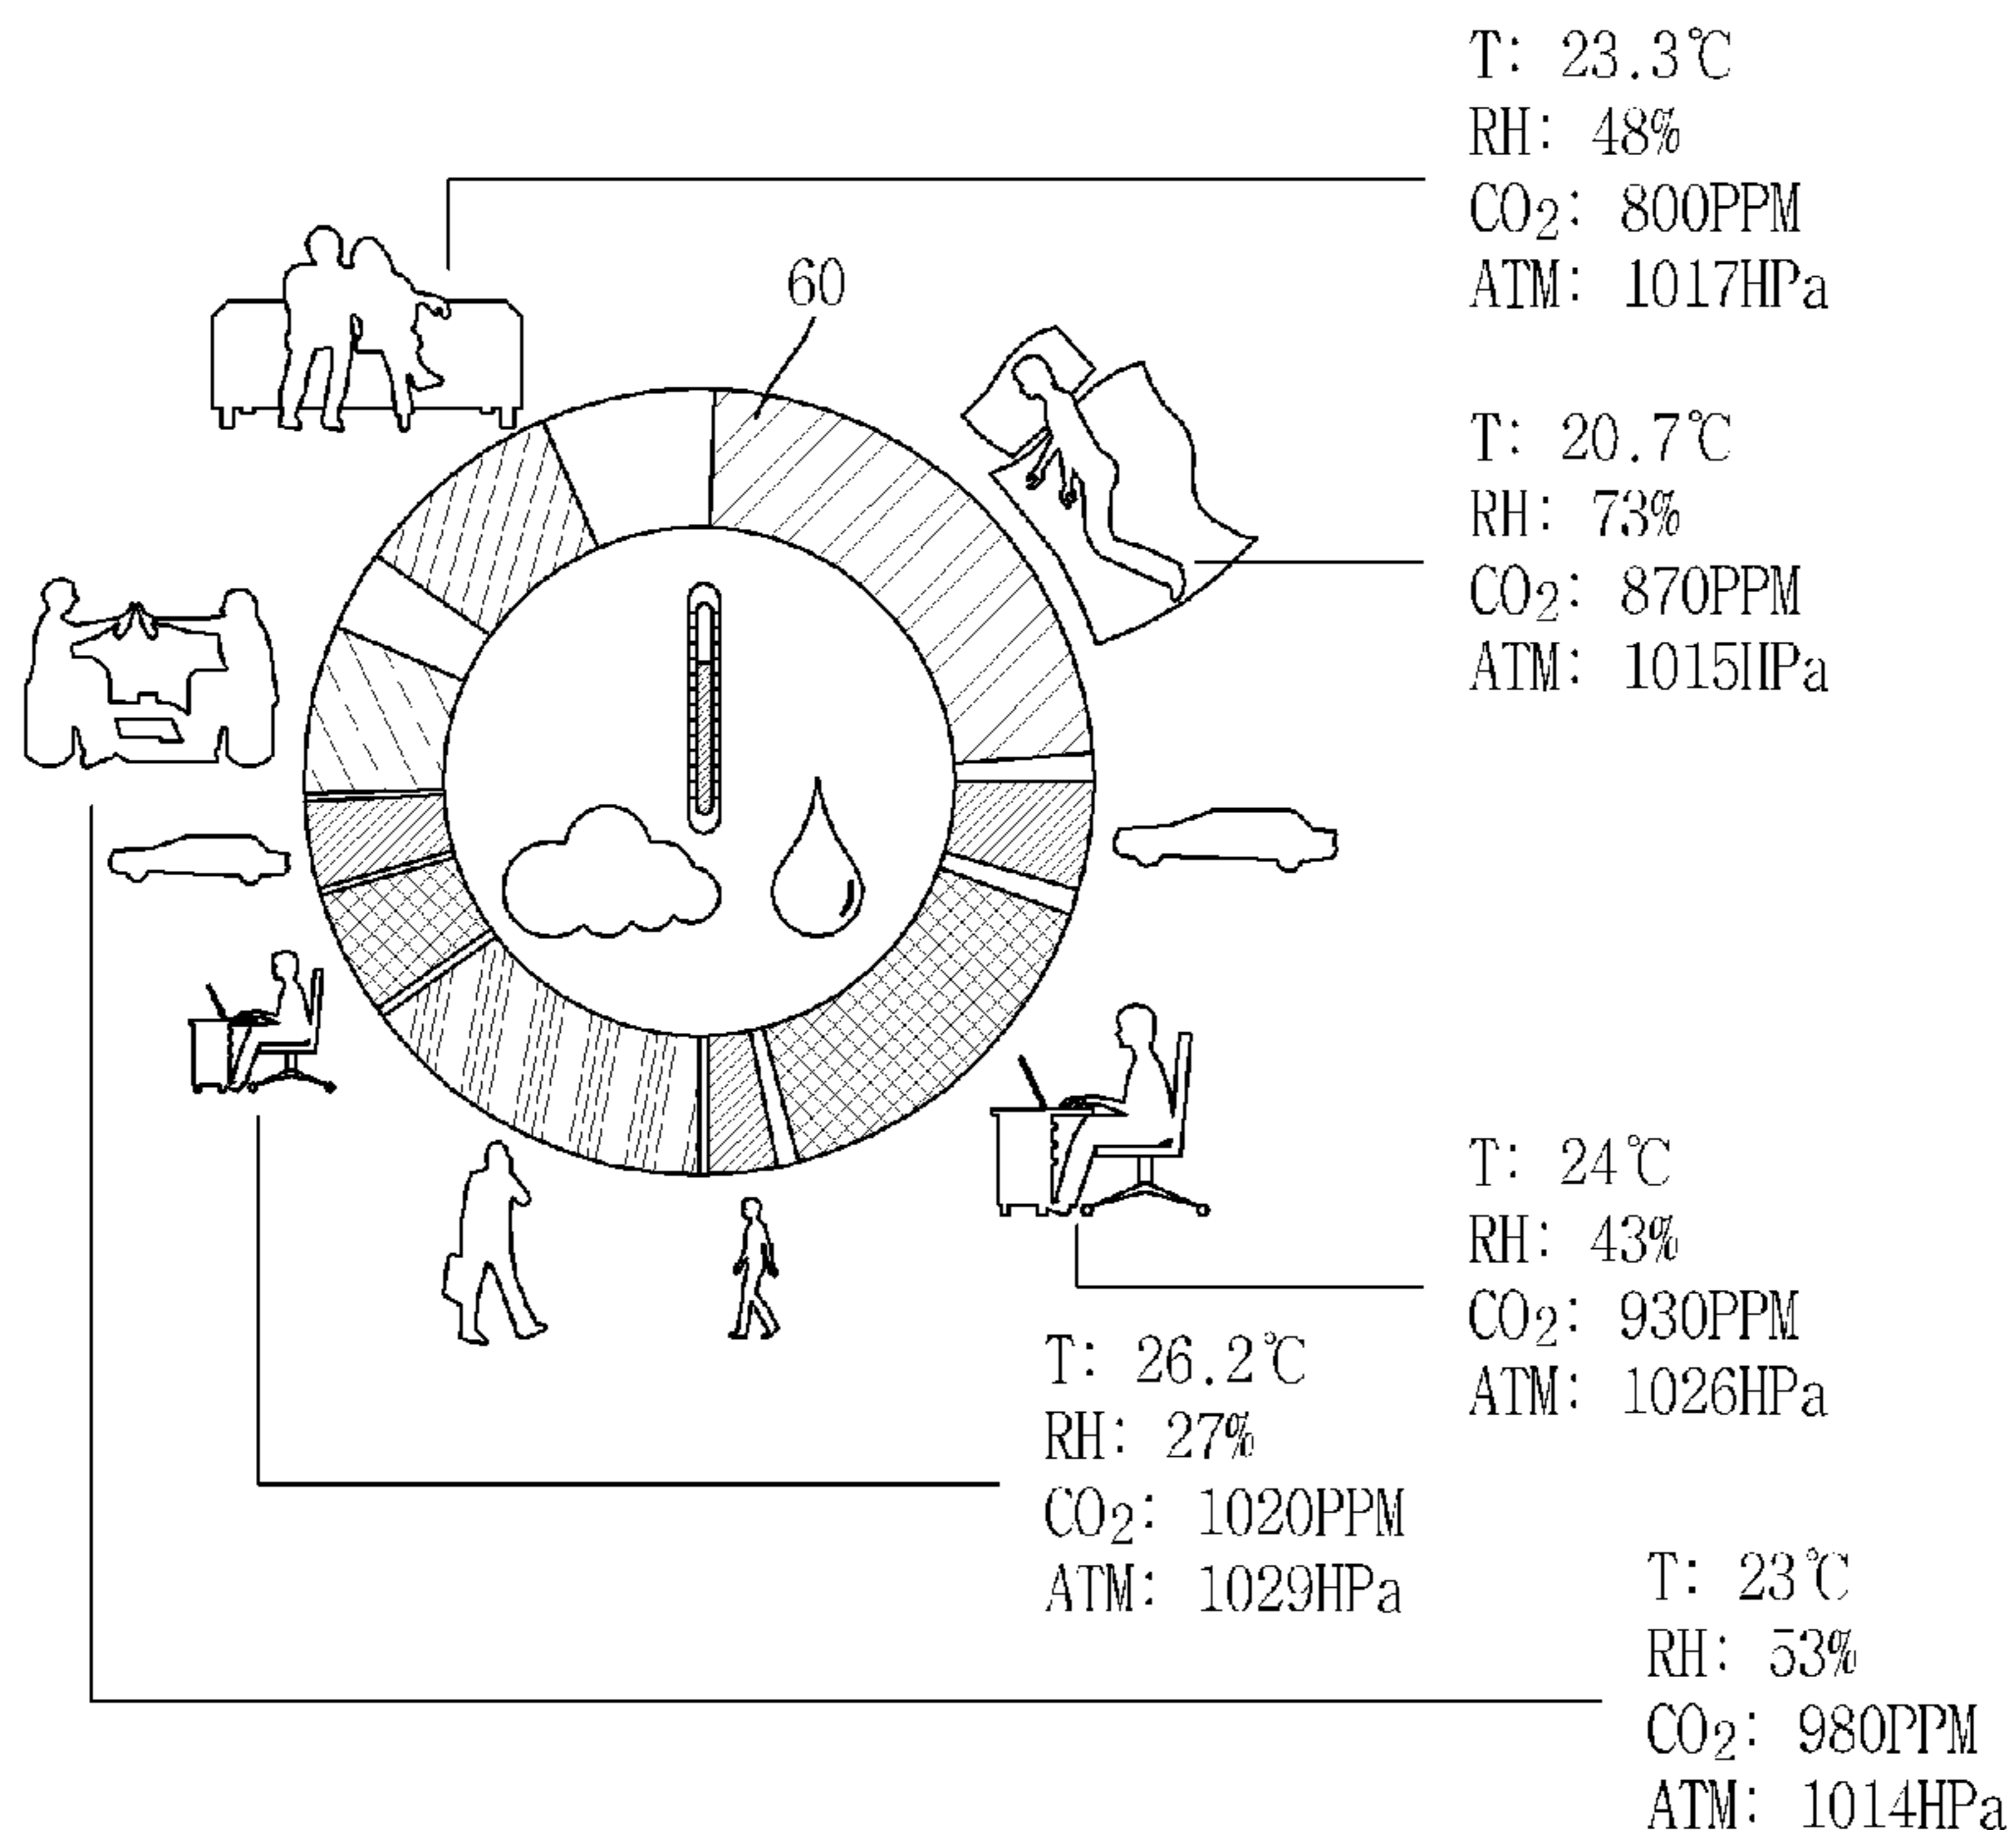 T: 23.3℃
RH: 48%
CO₂: 800PPM
ATM: 1017HPa
60
T: 20.7℃
RH: 73%
CO₂: 870PPM
ATM: 1015HPa
T: 24℃
RH: 43%
CO₂: 930PPM
ATM: 1026HPa
T: 26.2℃
RH: 27%
CO₂: 1020PPM
ATM: 1029HPa
T: 23℃
RH: 53%
CO₂: 980PPM
ATM: 1014HPa